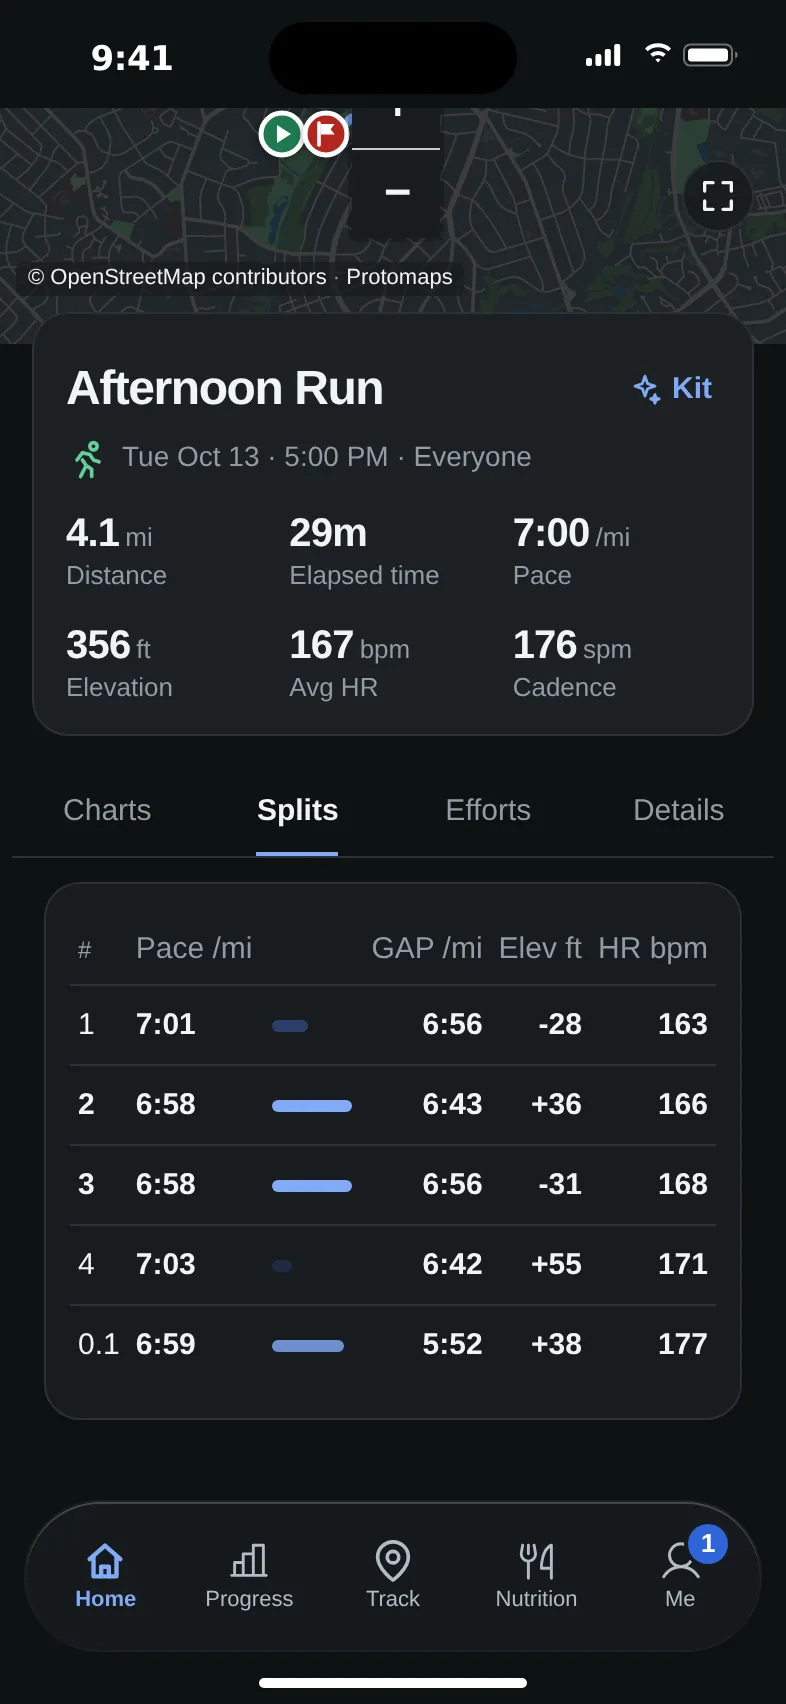 9:41
© OpenStreetMap contributors · Protomaps
Afternoon Run
Kit
Tue Oct 13 · 5:00 PM · Everyone
4.1 mi 29m 7:00 /mi
Distance Elapsed time Pace
356 ft 167 bpm 176 spm
Elevation Avg HR Cadence
Charts Splits Efforts Details
# Pace /mi GAP /mi Elev ft HR bpm
1 7:01 6:56 -28 163
2 6:58 6:43 +36 166
3 6:58 6:56 -31 168
4 7:03 6:42 +55 171
0.1 6:59 5:52 +38 177
1
Home Progress Track Nutrition Me